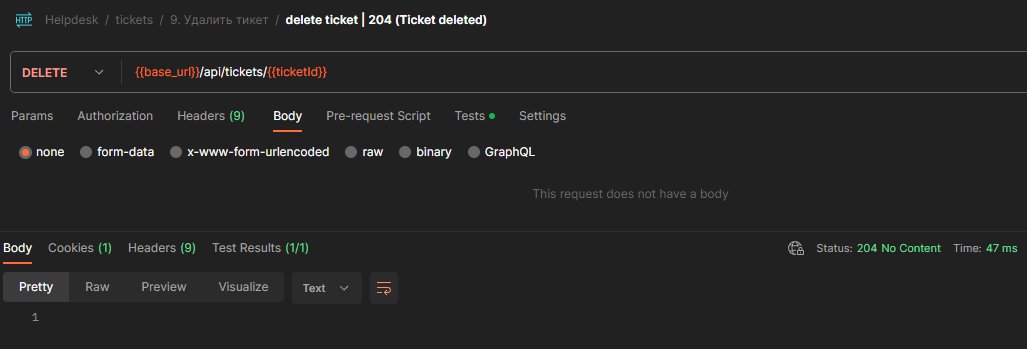 HTTP Helpdesk / tickets / 9. Удалить тикет / delete ticket | 204 (Ticket deleted)
DELETE {{base_url}}/api/tickets/{{ticketId}}
Params Authorization Headers (9) Body Pre-request Script Tests Settings
none form-data x-www-form-urlencoded raw binary GraphQL
This request does not have a body
Body Cookies (1) Headers (9) Test Results (1/1) Status: 204 No Content Time: 47 ms
Pretty Raw Preview Visualize Text
1